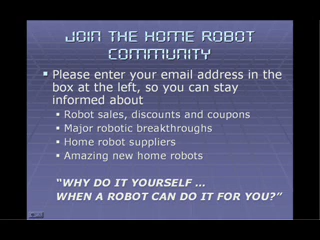 JOIN THE HOME ROBOT
COMMUNITY
▪ Please enter your email address in the
box at the left, so you can stay
informed about
▪ Robot sales, discounts and coupons
▪ Major robotic breakthroughs
▪ Home robot suppliers
▪ Amazing new home robots
“WHY DO IT YOURSELF ...
WHEN A ROBOT CAN DO IT FOR YOU?”